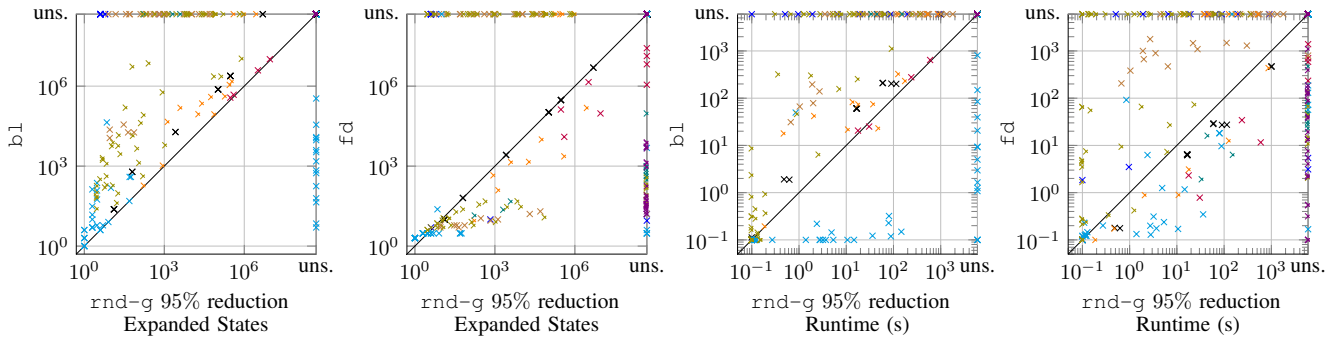 uns.
10^6
10^3
10^0
bl
10^0 10^3 10^6 uns.
rnd-g 95% reduction
Expanded States
uns.
10^6
10^3
10^0
fd
10^0 10^3 10^6 uns.
rnd-g 95% reduction
Expanded States
uns.
10^3
10^2
10^1
10^0
10^−1
bl
10^−1 10^0 10^1 10^2 10^3 uns.
rnd-g 95% reduction
Runtime (s)
uns.
10^3
10^2
10^1
10^0
10^−1
fd
10^−1 10^0 10^1 10^2 10^3 uns.
rnd-g 95% reduction
Runtime (s)